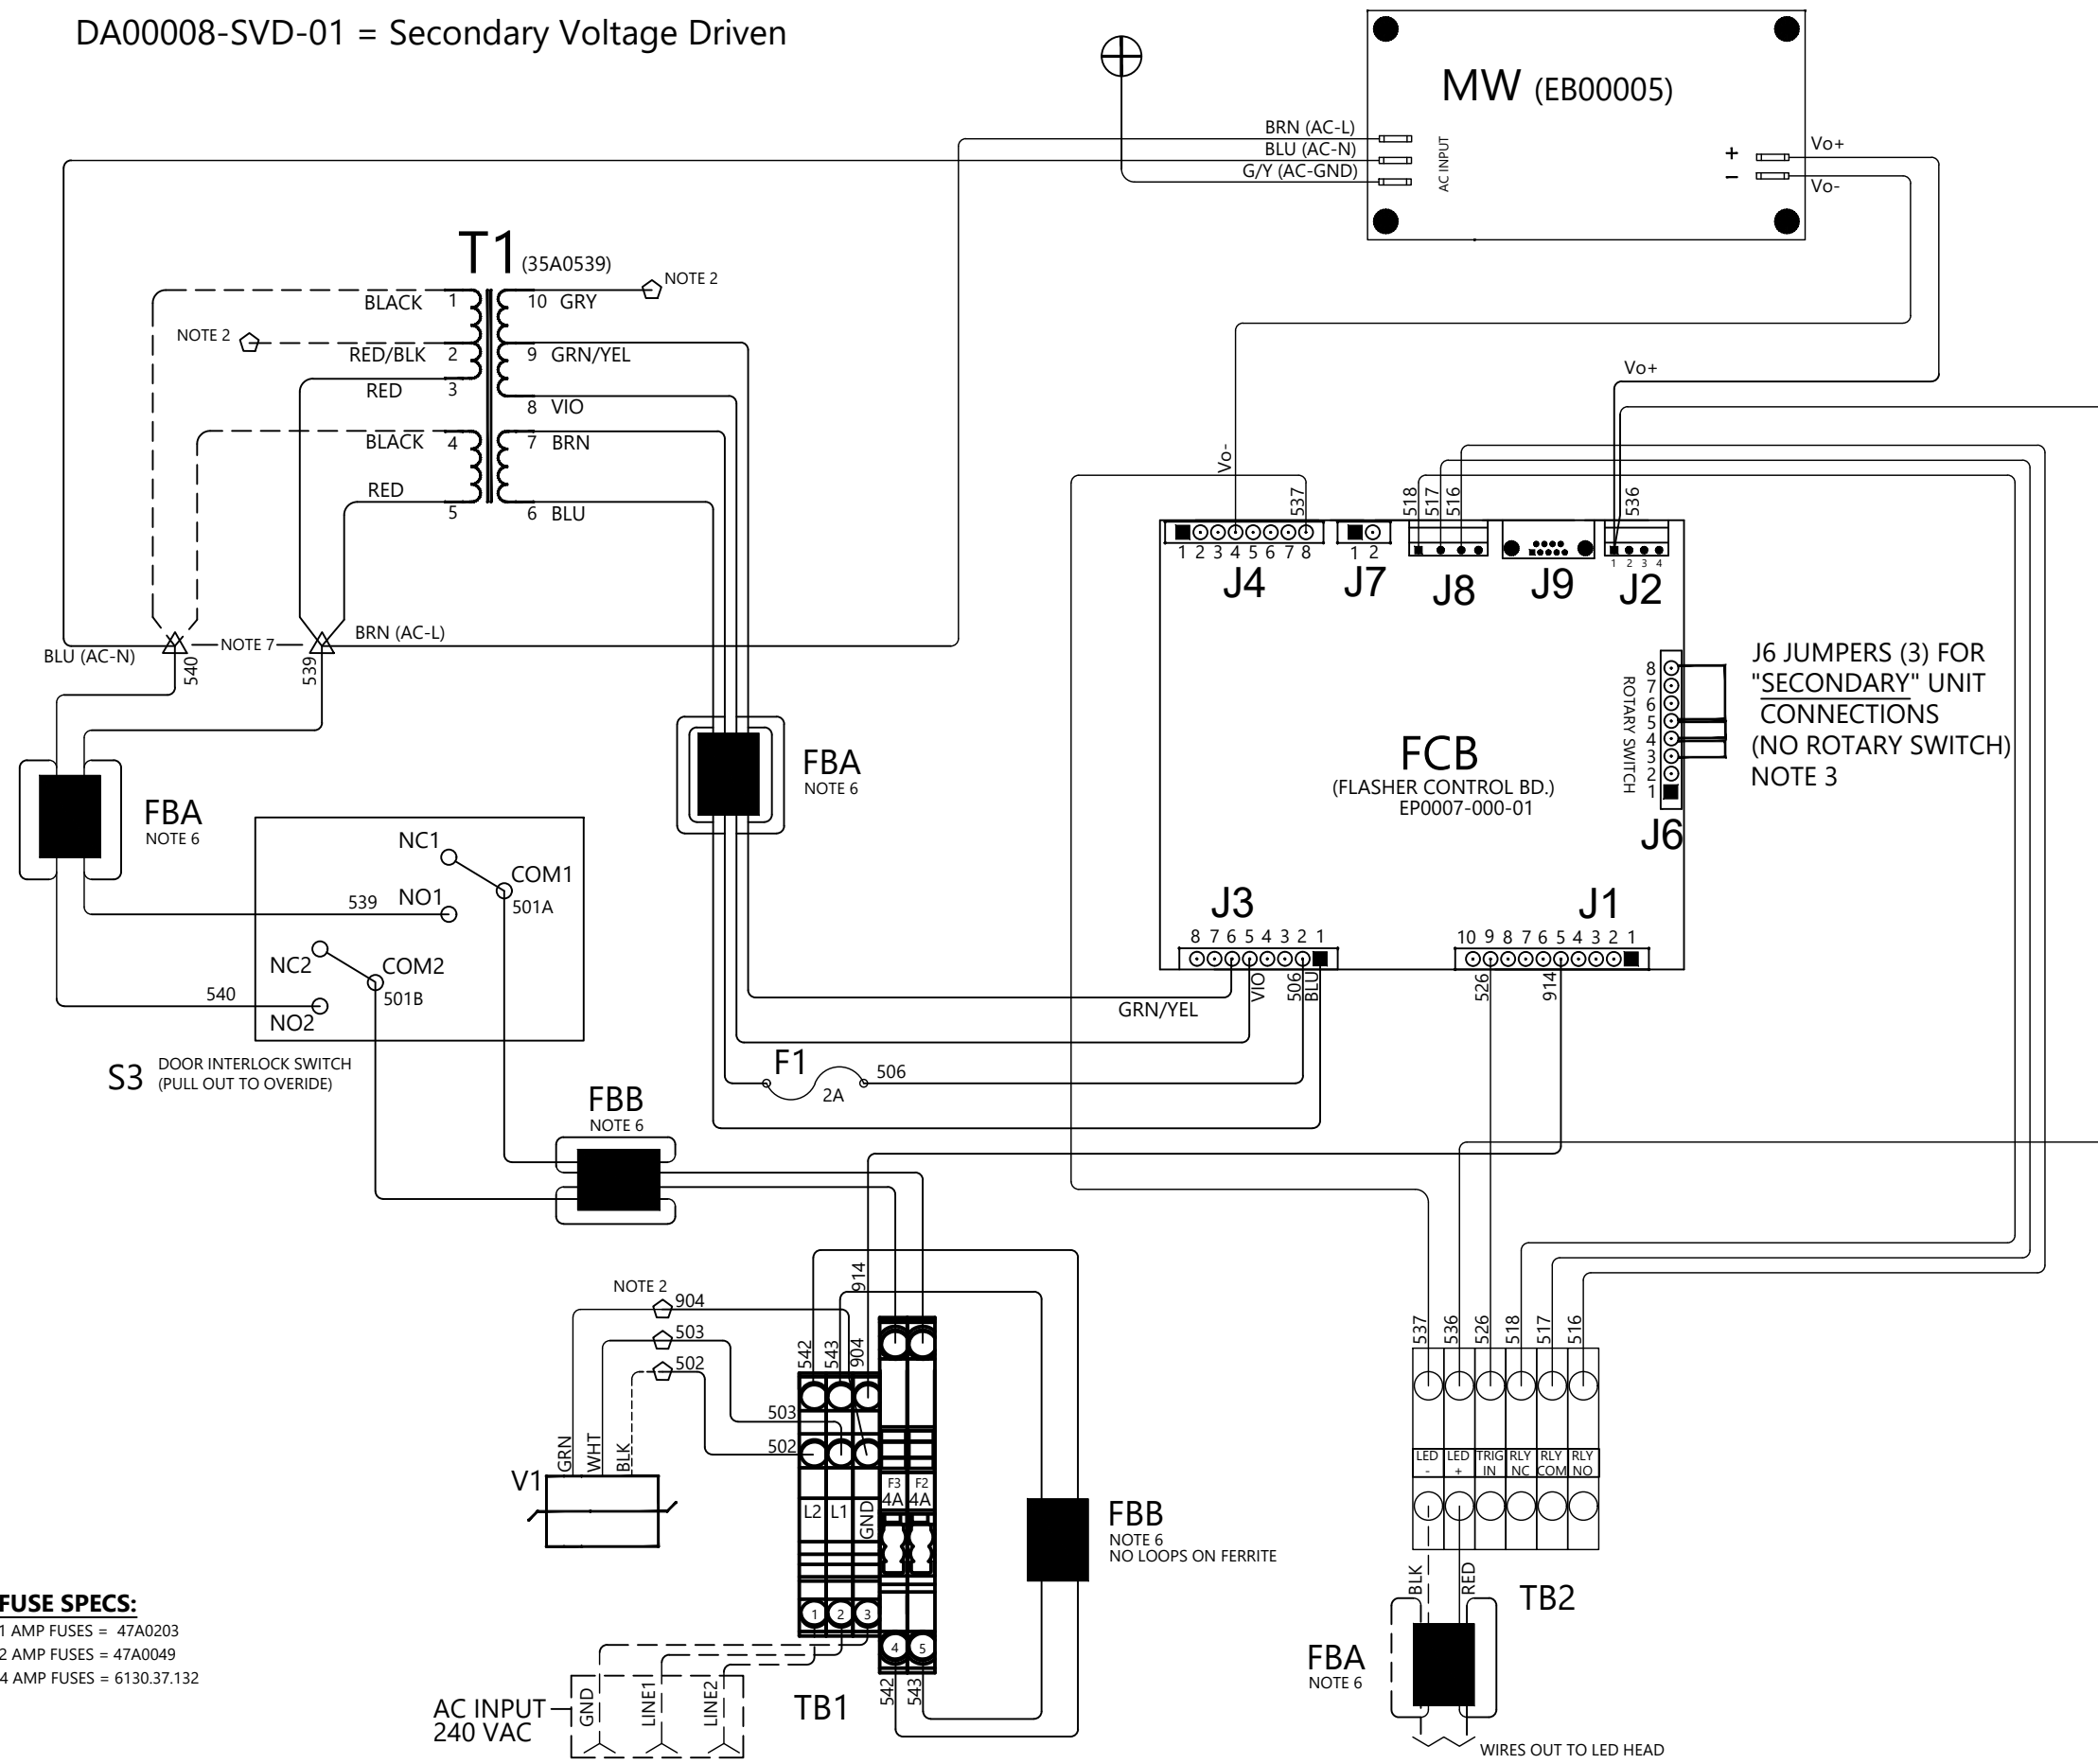 DA00008-SVD-01 = Secondary Voltage Driven
MW (EB00005)
BRN (AC-L)
BLU (AC-N)
G/Y (AC-GND)
AC INPUT
+
−
Vo+
Vo-
T1 (35A0539)
NOTE 2
BLACK 1
10 GRY
NOTE 2
RED/BLK 2
9 GRN/YEL
RED 3
8 VIO
BLACK 4
7 BRN
RED 5
6 BLU
Vo+
Vo-
537
518
517
516
536
1 2 3 4 5 6 7 8
1 2
1 2 3 4
J4
J7
J8
J9
J2
BLU (AC-N)
NOTE 7
BRN (AC-L)
540
539
8
7
6
5
4
3
2
1
ROTARY SWITCH
J6
J6 JUMPERS (3) FOR
"SECONDARY" UNIT
CONNECTIONS
(NO ROTARY SWITCH)
NOTE 3
FBA
NOTE 6
FBA
NOTE 6
FCB
(FLASHER CONTROL BD.)
EP0007-000-01
NC1
COM1
539 NO1
501A
NC2
COM2
540
501B
NO2
J3
J1
8 7 6 5 4 3 2 1
10 9 8 7 6 5 4 3 2 1
GRN/YEL
VIO
506
BLU
526
914
S3 DOOR INTERLOCK SWITCH
(PULL OUT TO OVERIDE)
F1
506
2A
FBB
NOTE 6
NOTE 2
904
503
502
542
543
904
914
503
502
GRN
WHT
BLK
V1
L2
L1
GND
F3
4A
F2
4A
1
2
3
4
5
542
543
TB1
FBB
NOTE 6
NO LOOPS ON FERRITE
537
536
526
518
517
516
LED
-
LED
+
TRIG
IN
RLY
NC
RLY
COM
RLY
NO
BLK
RED
TB2
FBA
NOTE 6
WIRES OUT TO LED HEAD
FUSE SPECS:
1 AMP FUSES = 47A0203
2 AMP FUSES = 47A0049
4 AMP FUSES = 6130.37.132
AC INPUT
240 VAC
GND
LINE1
LINE2